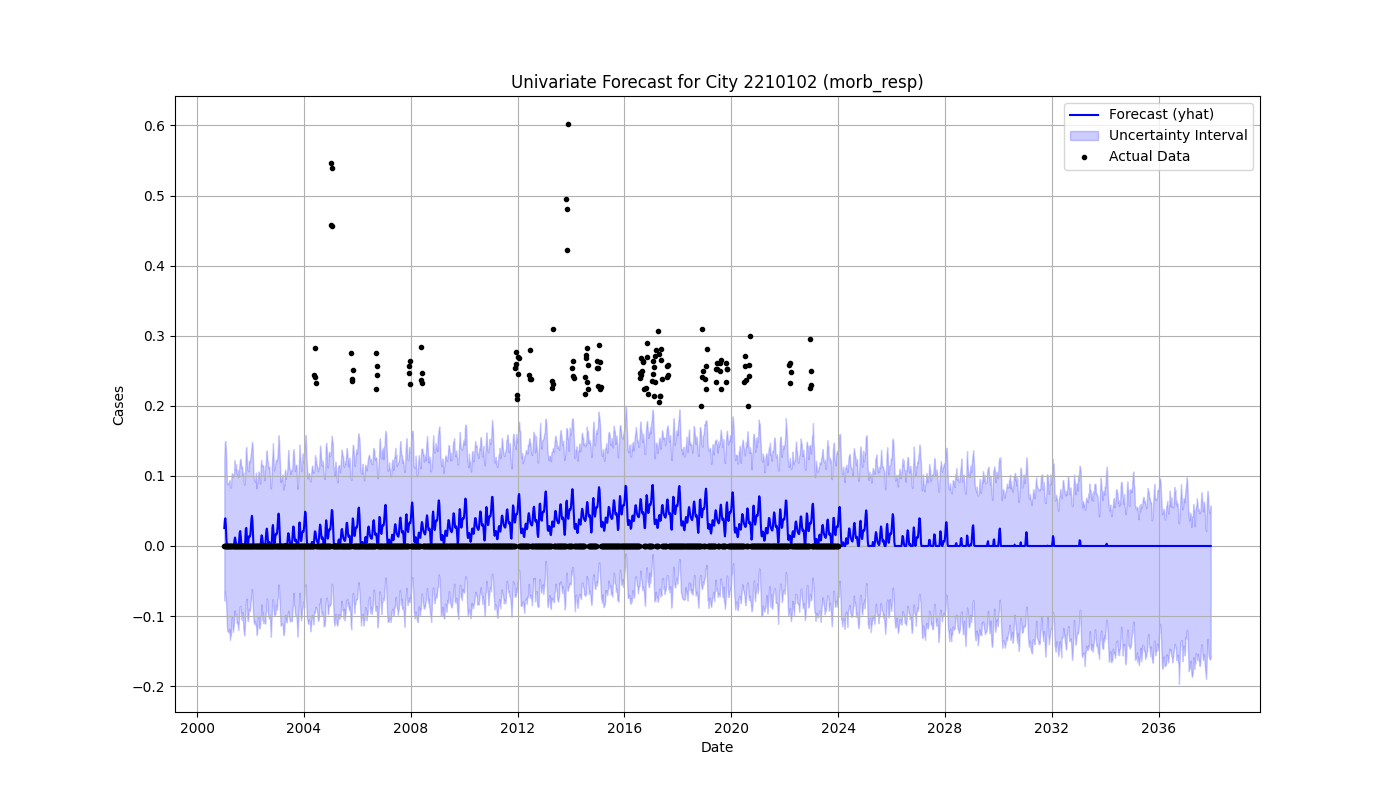 Univariate Forecast for City 2210102 (morb_resp)
Forecast (yhat)
Uncertainty Interval
Actual Data
Cases
0.6
0.5
0.4
0.3
0.2
0.1
0.0
−0.1
−0.2
2000 2004 2008 2012 2016 2020 2024 2028 2032 2036
Date